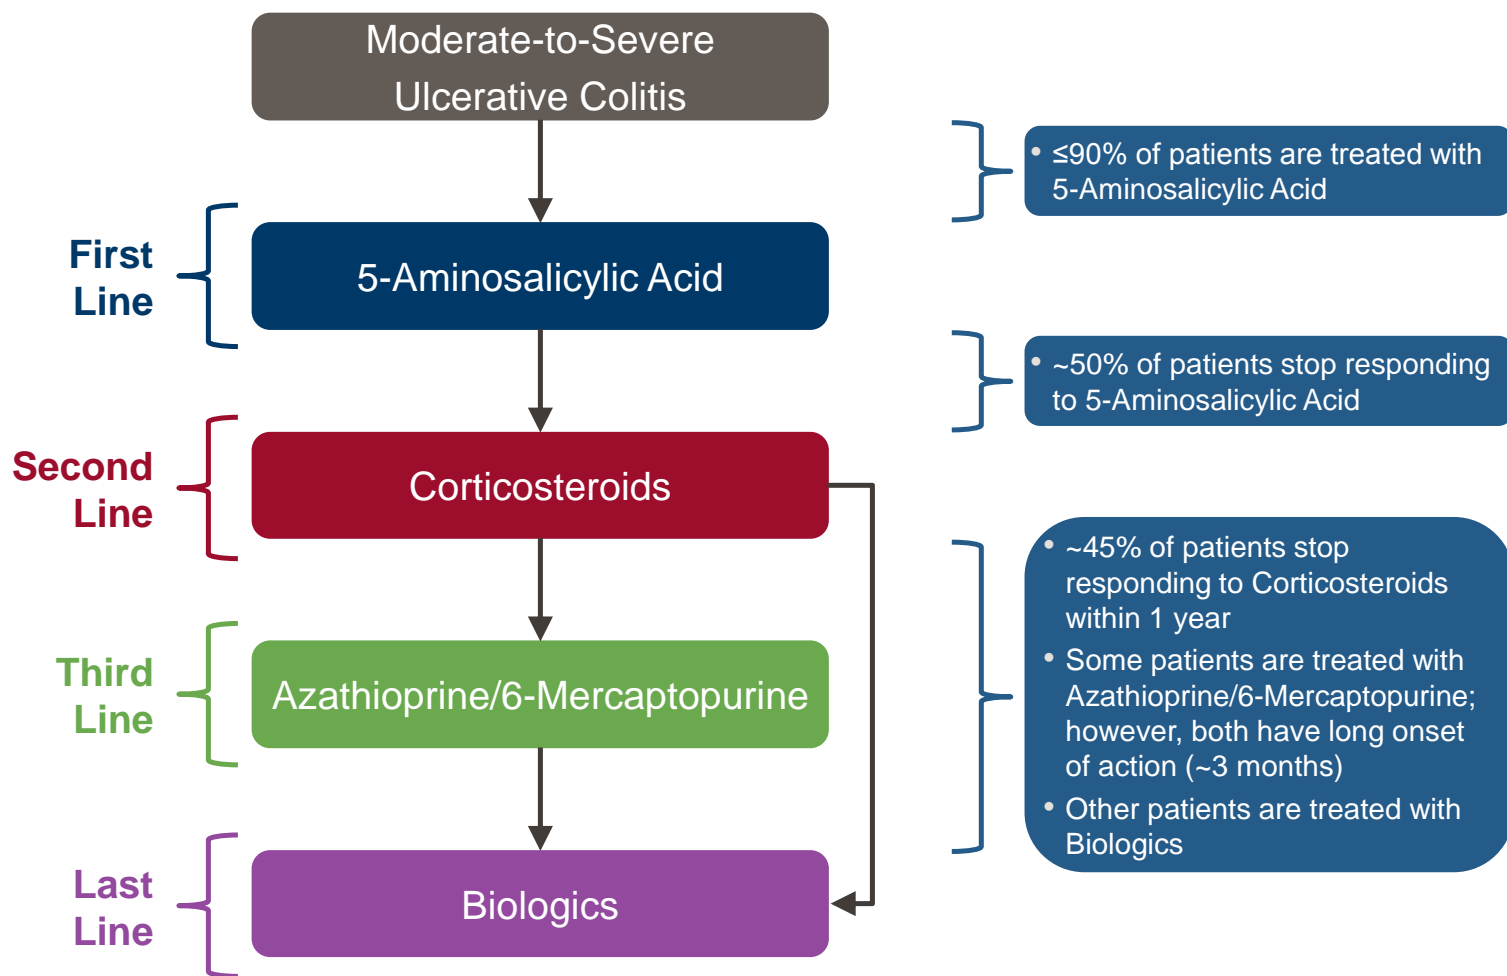 Moderate-to-Severe
Ulcerative Colitis
• ≤90% of patients are treated with
5-Aminosalicylic Acid
First
Line
5-Aminosalicylic Acid
• ~50% of patients stop responding
to 5-Aminosalicylic Acid
Second
Line
Corticosteroids
• ~45% of patients stop
responding to Corticosteroids
within 1 year
• Some patients are treated with
Azathioprine/6-Mercaptopurine;
however, both have long onset
of action (~3 months)
• Other patients are treated with
Biologics
Third
Line
Azathioprine/6-Mercaptopurine
Last
Line
Biologics